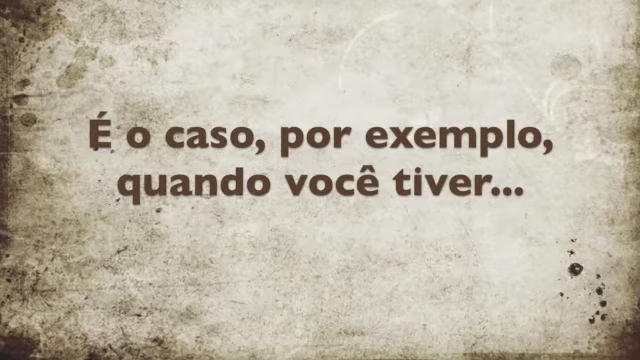 É o caso, por exemplo,
quando você tiver...